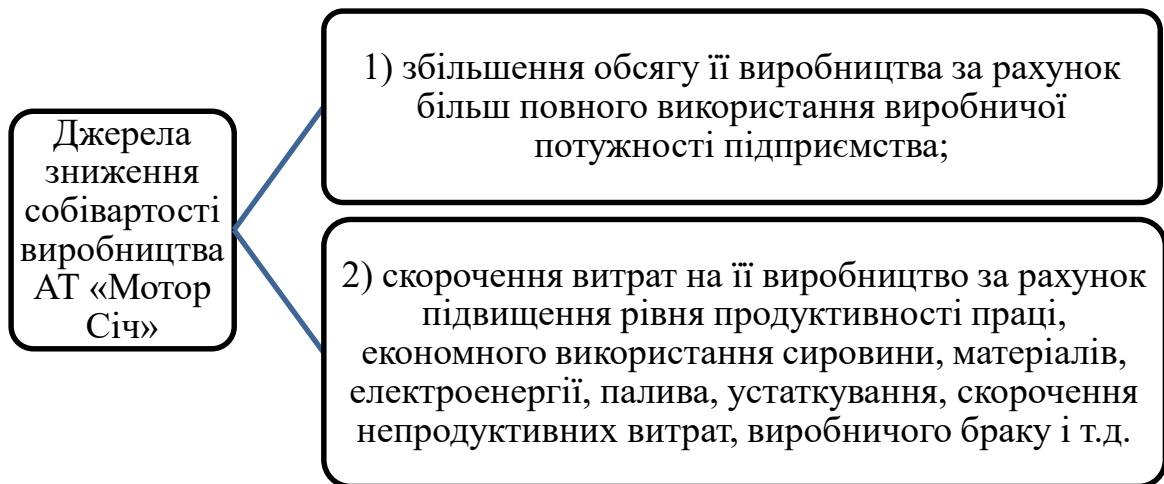 Джерела
зниження
собівартості
виробництва
АТ «Мотор
Січ»
1) збільшення обсягу її виробництва за рахунок
більш повного використання виробничої
потужності підприємства;
2) скорочення витрат на її виробництво за рахунок
підвищення рівня продуктивності праці,
економного використання сировини, матеріалів,
електроенергії, палива, устаткування, скорочення
непродуктивних витрат, виробничого браку і т.д.